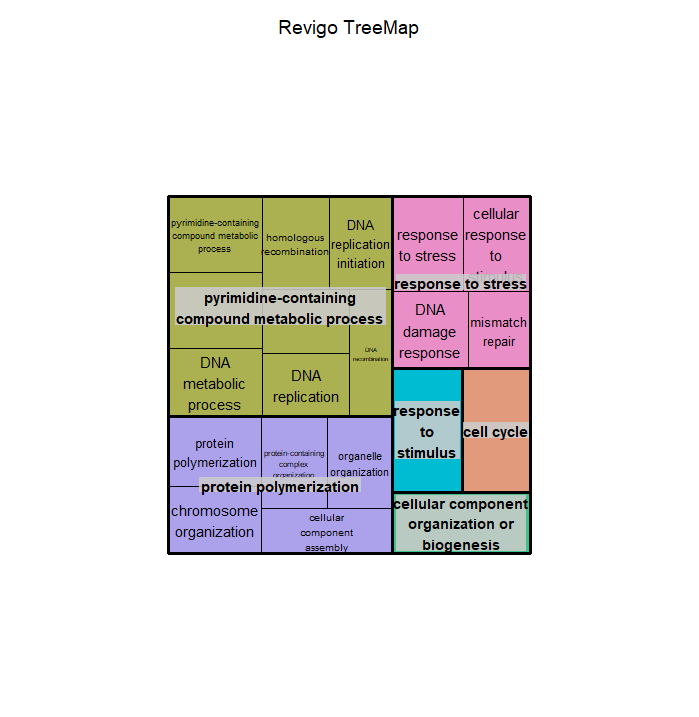 Revigo TreeMap
pyrimidine-containing
compound metabolic
process
homologous
recombination
DNA
replication
initiation
pyrimidine-containing
compound metabolic process
DNA
recombination
DNA
metabolic
process
DNA
replication
response
to stress
cellular
response
to
stimulus
response to stress
DNA
damage
response
mismatch
repair
response
to
stimulus
cell cycle
protein
polymerization
protein-containing
complex
organization
organelle
organization
protein polymerization
chromosome
organization
cellular
component
assembly
cellular component
organization or
biogenesis